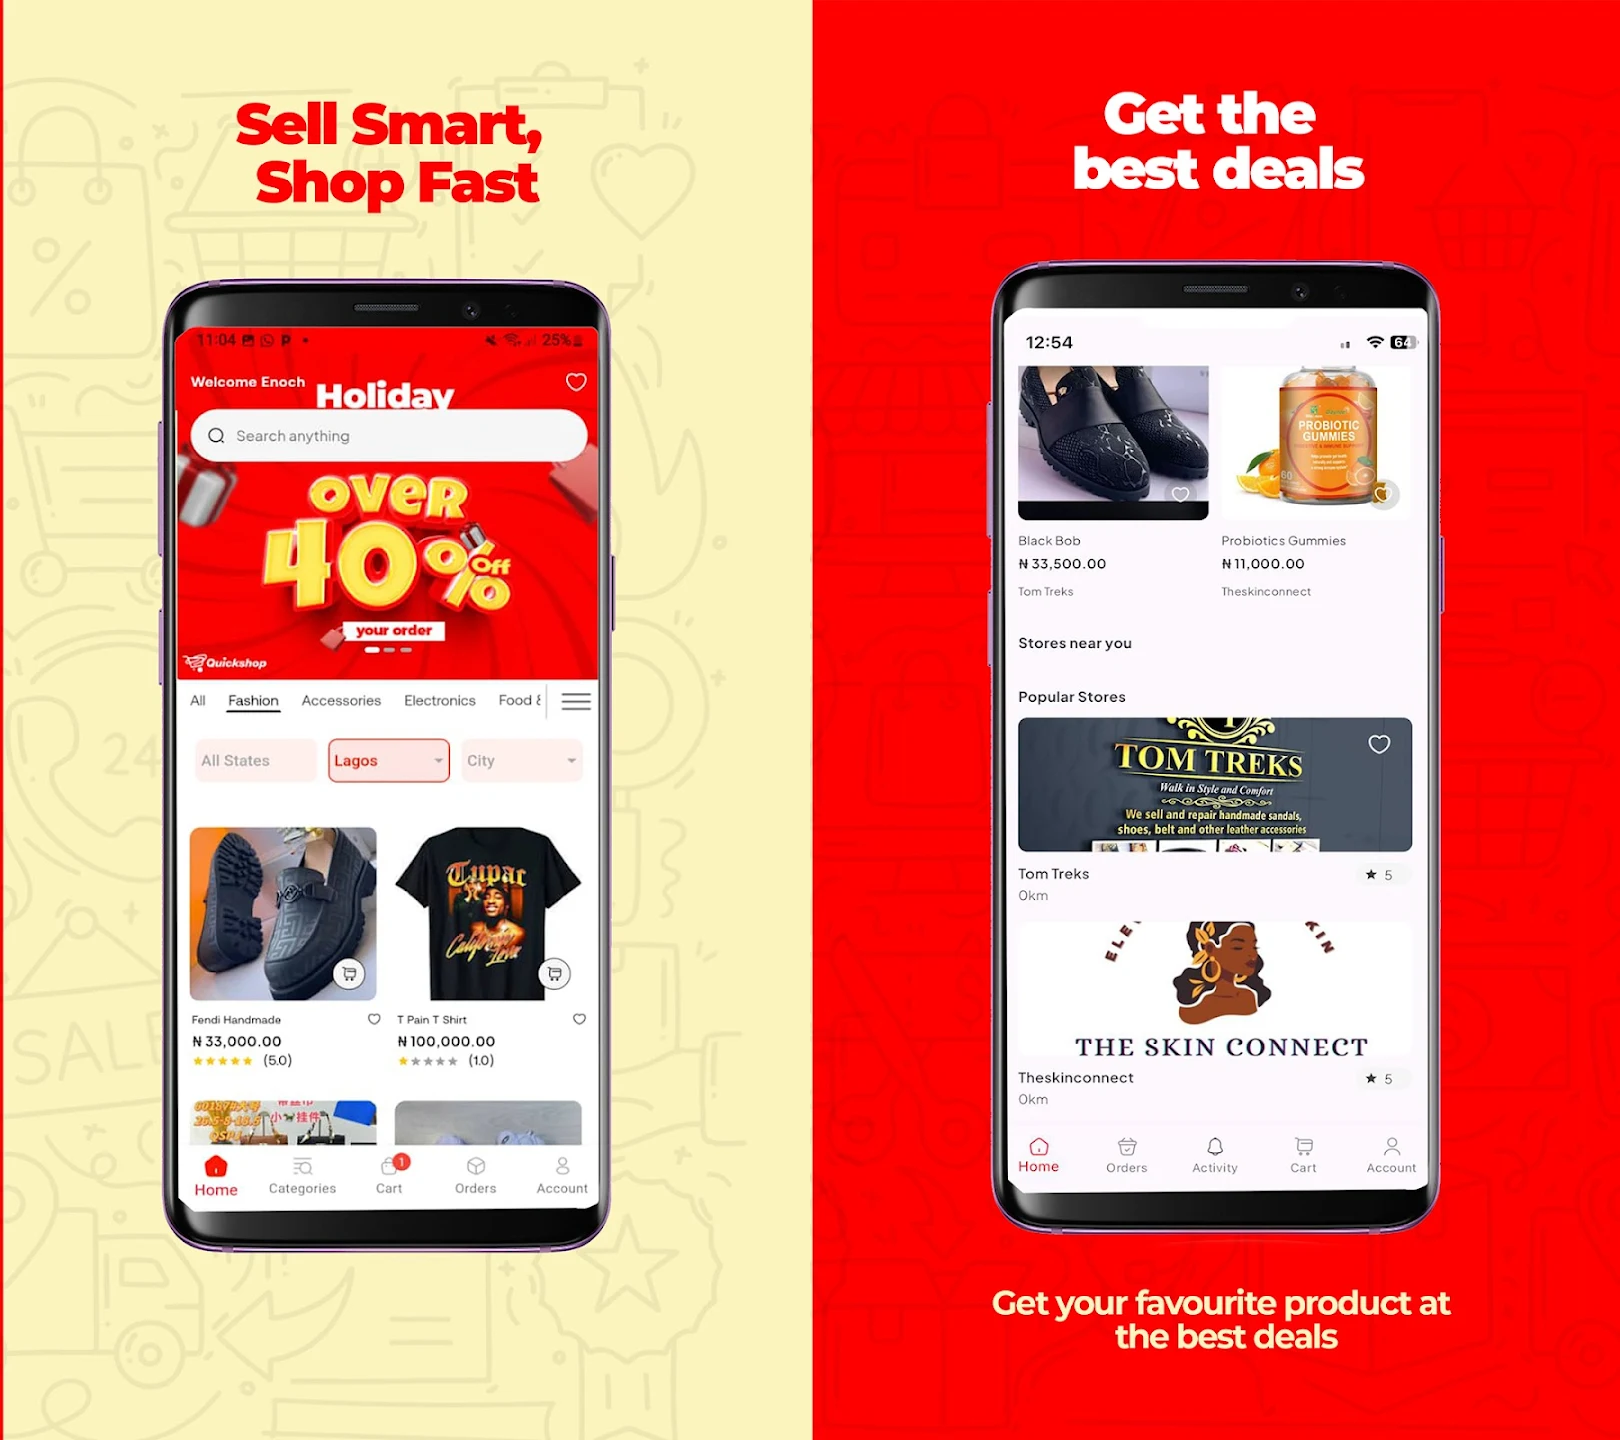 Sell Smart,
Shop Fast
11:04
25%
Welcome Enoch
Holiday
Search anything
OVER
40%
Off
your order
Quickshop
All Fashion Accessories Electronics Food &
All States Lagos City
Tupac
California
Love
Fendi Handmade
₦ 33,000.00
(5.0)
T Pain T Shirt
₦ 100,000.00
(1.0)
Home Categories Cart 1 Orders Account
24
SALE
Get the
best deals
12:54
64
PROBIOTIC
GUMMIES
60
Black Bob
₦ 33,500.00
Tom Treks
Probiotics Gummies
₦ 11,000.00
Theskinconnect
Stores near you
Popular Stores
TOM TREKS
Walk in Style and Comfort
We sell and repair handmade sandals,
shoes, belt and other leather accessories
Tom Treks
5
0km
THE SKIN CONNECT
Theskinconnect
5
0km
Home Orders Activity Cart Account
Get your favourite product at
the best deals